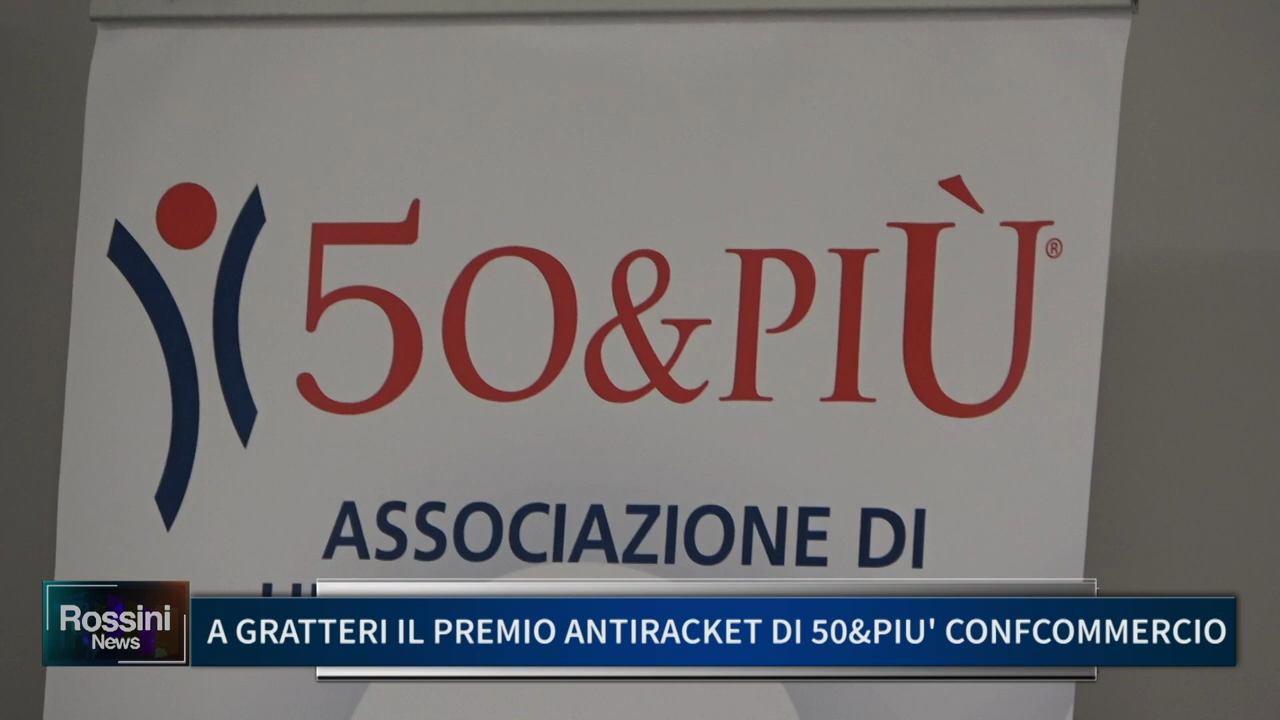 50&PIÙ®
ASSOCIAZIONE DI
Rossini
News
A GRATTERI IL PREMIO ANTIRACKET DI 50&PIU' CONFCOMMERCIO